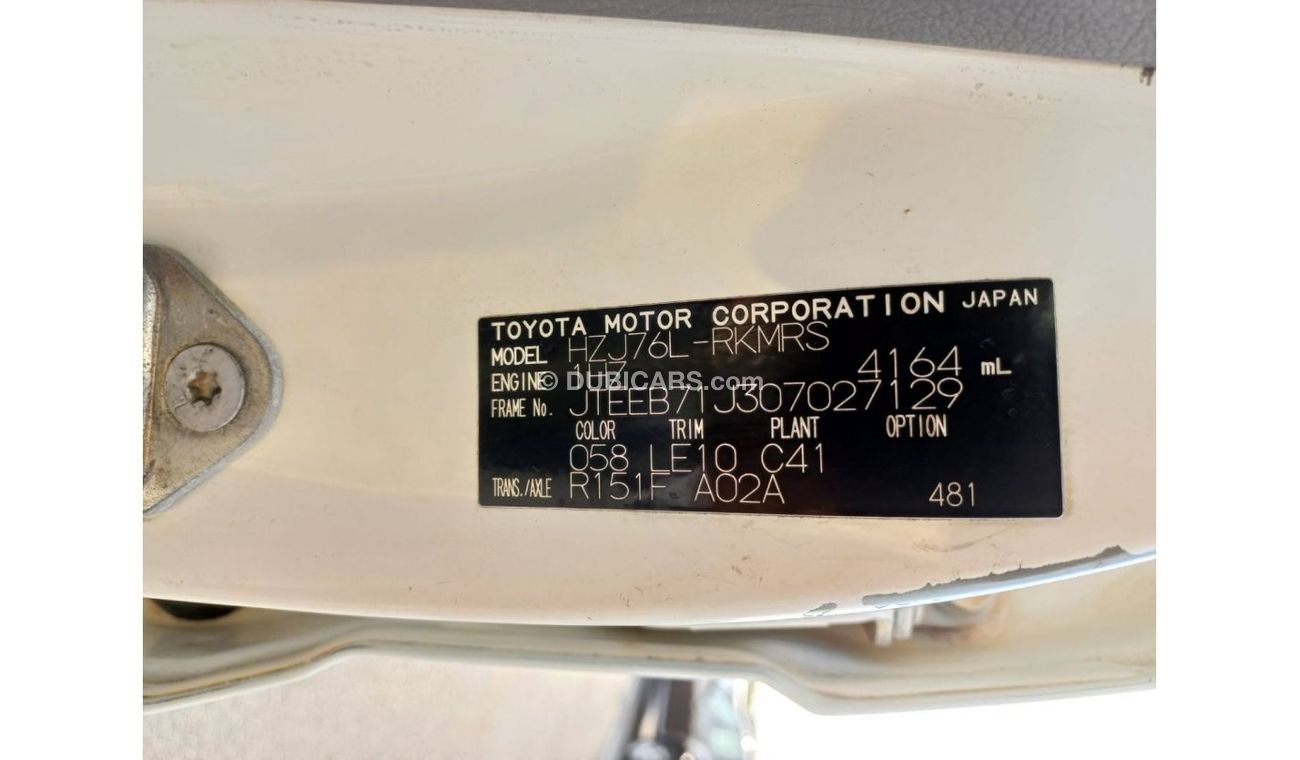 TOYOTA MOTOR CORPORATION JAPAN
MODEL HZJ76L-RKMRS
ENGINE 1HZ 4164 mL
© DUBICARS.com
FRAME No. JTEEB71J307027129
COLOR TRIM PLANT OPTION
058 LE10 C41
TRANS./AXLE R151F A02A 481